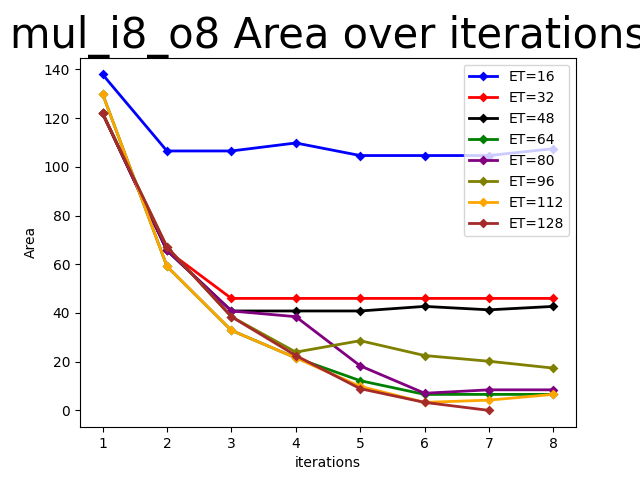 mul_i8_o8 Area over iterations
140
120
100
80
60
40
20
0
Area
1 2 3 4 5 6 7 8
iterations
ET=16
ET=32
ET=48
ET=64
ET=80
ET=96
ET=112
ET=128